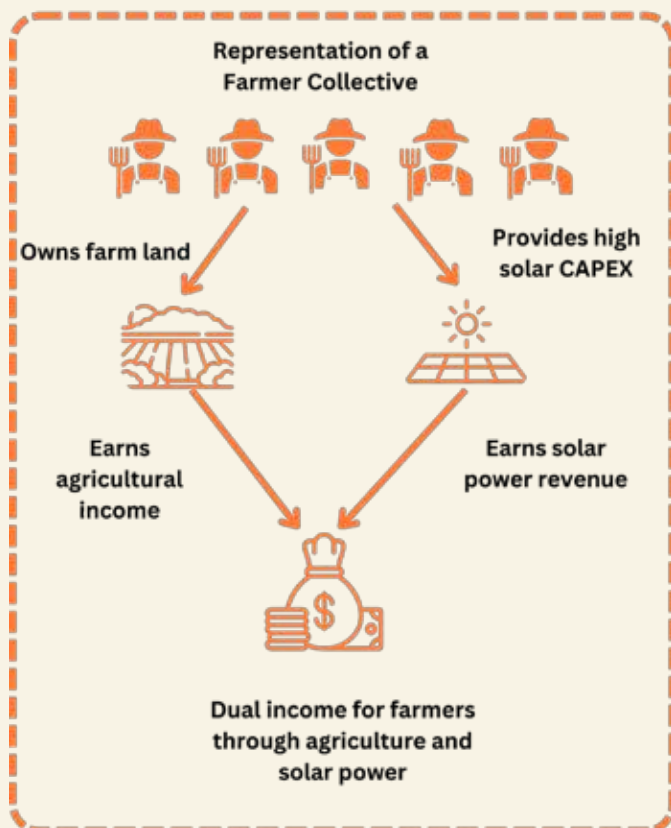 Representation of a
Farmer Collective
Owns farm land
Provides high
solar CAPEX
Earns
agricultural
income
Earns solar
power revenue
$
Dual income for farmers
through agriculture and
solar power